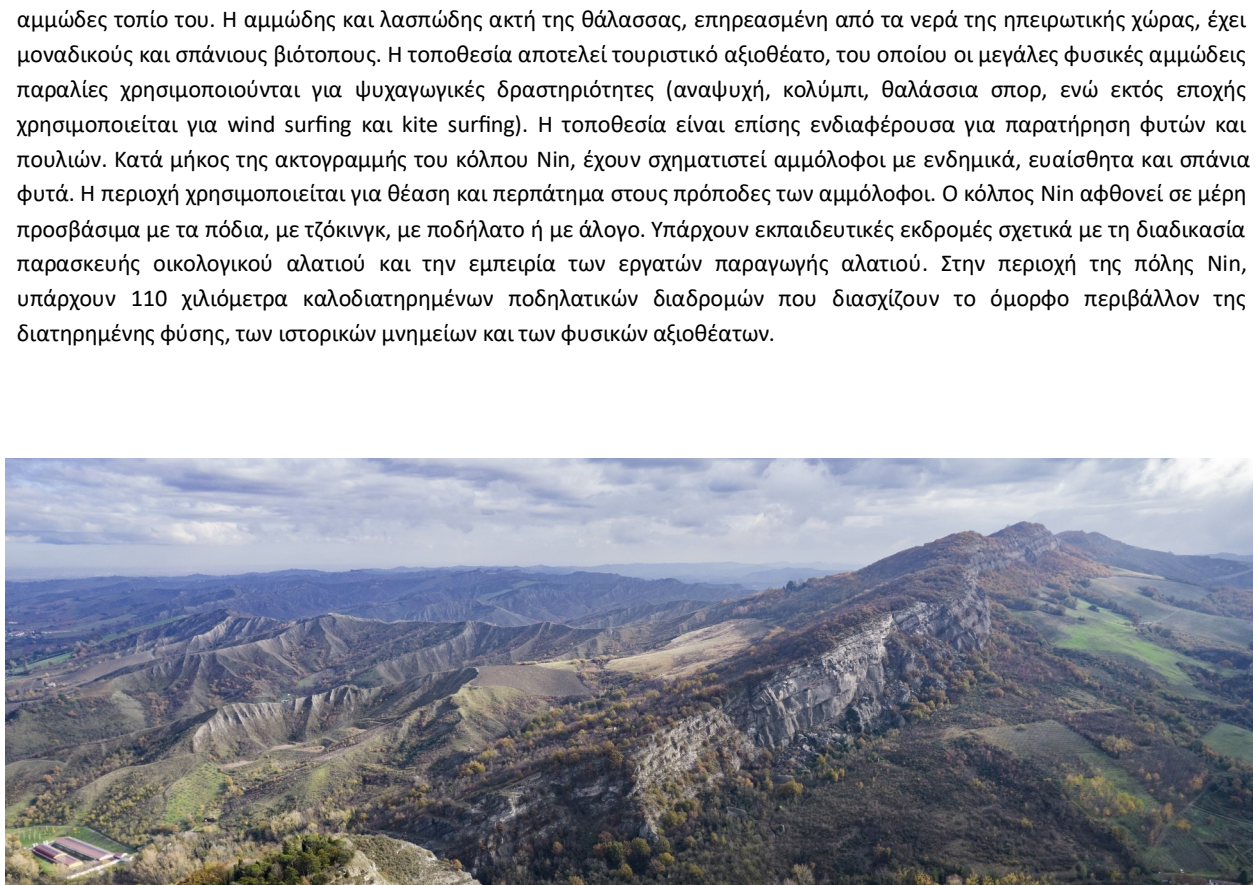 αμμώδες τοπίο του. Η αμμώδης και λασπώδης ακτή της θάλασσας, επηρεασμένη από τα νερά της ηπειρωτικής χώρας, έχει
μοναδικούς και σπάνιους βιότοπους. Η τοποθεσία αποτελεί τουριστικό αξιοθέατο, του οποίου οι μεγάλες φυσικές αμμώδεις
παραλίες χρησιμοποιούνται για ψυχαγωγικές δραστηριότητες (αναψυχή, κολύμπι, θαλάσσια σπορ, ενώ εκτός εποχής
χρησιμοποιείται για wind surfing και kite surfing). Η τοποθεσία είναι επίσης ενδιαφέρουσα για παρατήρηση φυτών και
πουλιών. Κατά μήκος της ακτογραμμής του κόλπου Nin, έχουν σχηματιστεί αμμόλοφοι με ενδημικά, ευαίσθητα και σπάνια
φυτά. Η περιοχή χρησιμοποιείται για θέαση και περπάτημα στους πρόποδες των αμμόλοφοι. Ο κόλπος Nin αφθονεί σε μέρη
προσβάσιμα με τα πόδια, με τζόκινγκ, με ποδήλατο ή με άλογο. Υπάρχουν εκπαιδευτικές εκδρομές σχετικά με τη διαδικασία
παρασκευής οικολογικού αλατιού και την εμπειρία των εργατών παραγωγής αλατιού. Στην περιοχή της πόλης Nin,
υπάρχουν 110 χιλιόμετρα καλοδιατηρημένων ποδηλατικών διαδρομών που διασχίζουν το όμορφο περιβάλλον της
διατηρημένης φύσης, των ιστορικών μνημείων και των φυσικών αξιοθέατων.